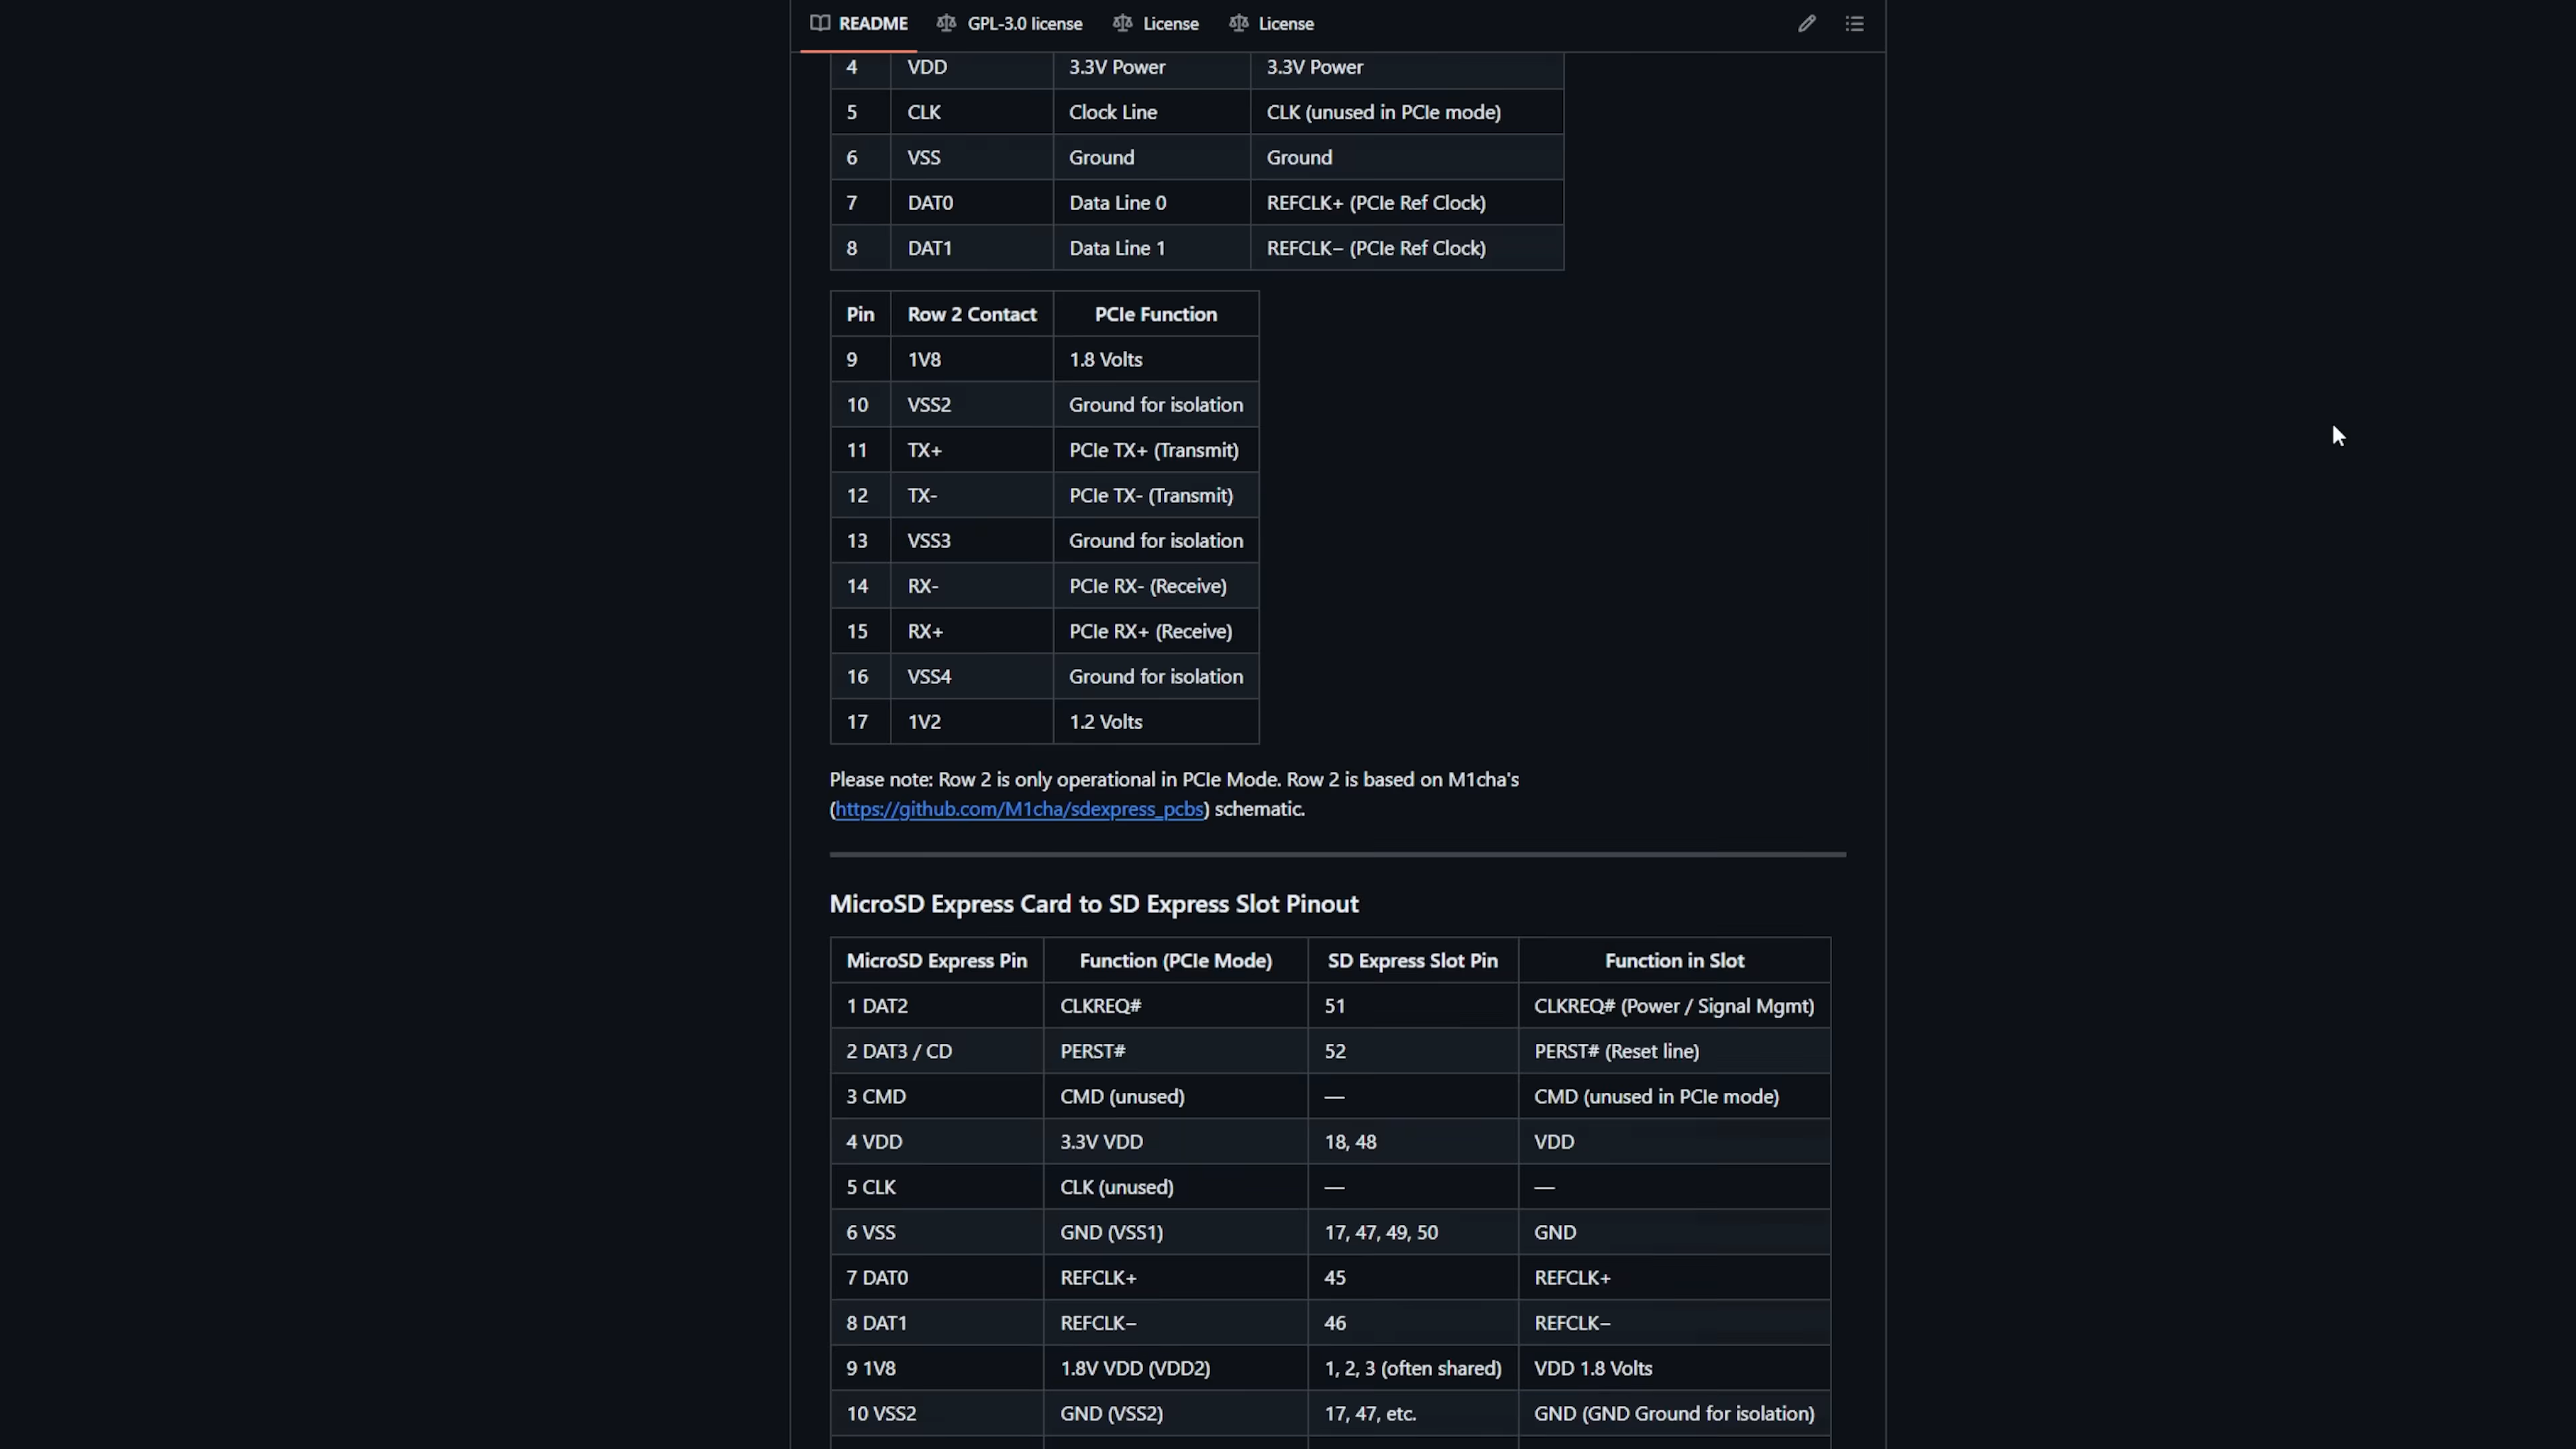 README GPL-3.0 license License License
4 VDD 3.3V Power 3.3V Power
5 CLK Clock Line CLK (unused in PCIe mode)
6 VSS Ground Ground
7 DAT0 Data Line 0 REFCLK+ (PCIe Ref Clock)
8 DAT1 Data Line 1 REFCLK− (PCIe Ref Clock)
Pin Row 2 Contact PCIe Function
9 1V8 1.8 Volts
10 VSS2 Ground for isolation
11 TX+ PCIe TX+ (Transmit)
12 TX- PCIe TX- (Transmit)
13 VSS3 Ground for isolation
14 RX- PCIe RX- (Receive)
15 RX+ PCIe RX+ (Receive)
16 VSS4 Ground for isolation
17 1V2 1.2 Volts
Please note: Row 2 is only operational in PCIe Mode. Row 2 is based on M1cha's
(https://github.com/M1cha/sdexpress_pcbs) schematic.
MicroSD Express Card to SD Express Slot Pinout
MicroSD Express Pin Function (PCIe Mode) SD Express Slot Pin Function in Slot
1 DAT2 CLKREQ# 51 CLKREQ# (Power / Signal Mgmt)
2 DAT3 / CD PERST# 52 PERST# (Reset line)
3 CMD CMD (unused) — CMD (unused in PCIe mode)
4 VDD 3.3V VDD 18, 48 VDD
5 CLK CLK (unused) — —
6 VSS GND (VSS1) 17, 47, 49, 50 GND
7 DAT0 REFCLK+ 45 REFCLK+
8 DAT1 REFCLK− 46 REFCLK−
9 1V8 1.8V VDD (VDD2) 1, 2, 3 (often shared) VDD 1.8 Volts
10 VSS2 GND (VSS2) 17, 47, etc. GND (GND Ground for isolation)